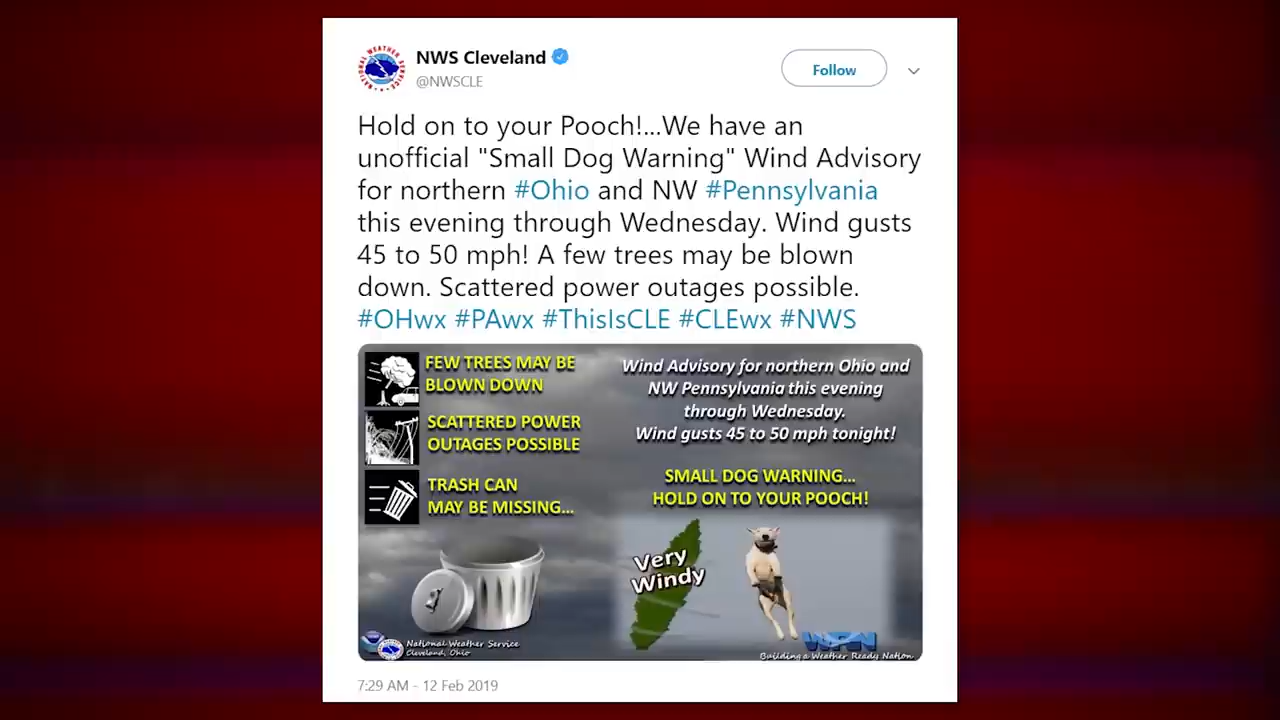 NWS Cleveland
@NWSCLE
Follow
Hold on to your Pooch!...We have an
unofficial "Small Dog Warning" Wind Advisory
for northern #Ohio and NW #Pennsylvania
this evening through Wednesday. Wind gusts
45 to 50 mph! A few trees may be blown
down. Scattered power outages possible.
#OHwx #PAwx #ThisIsCLE #CLEwx #NWS
FEW TREES MAY BE
BLOWN DOWN
SCATTERED POWER
OUTAGES POSSIBLE
TRASH CAN
MAY BE MISSING...
Wind Advisory for northern Ohio and
NW Pennsylvania this evening
through Wednesday.
Wind gusts 45 to 50 mph tonight!
SMALL DOG WARNING...
HOLD ON TO YOUR POOCH!
Very
Windy
National Weather Service
Cleveland, Ohio
WRN
Building a Weather Ready Nation
7:29 AM - 12 Feb 2019